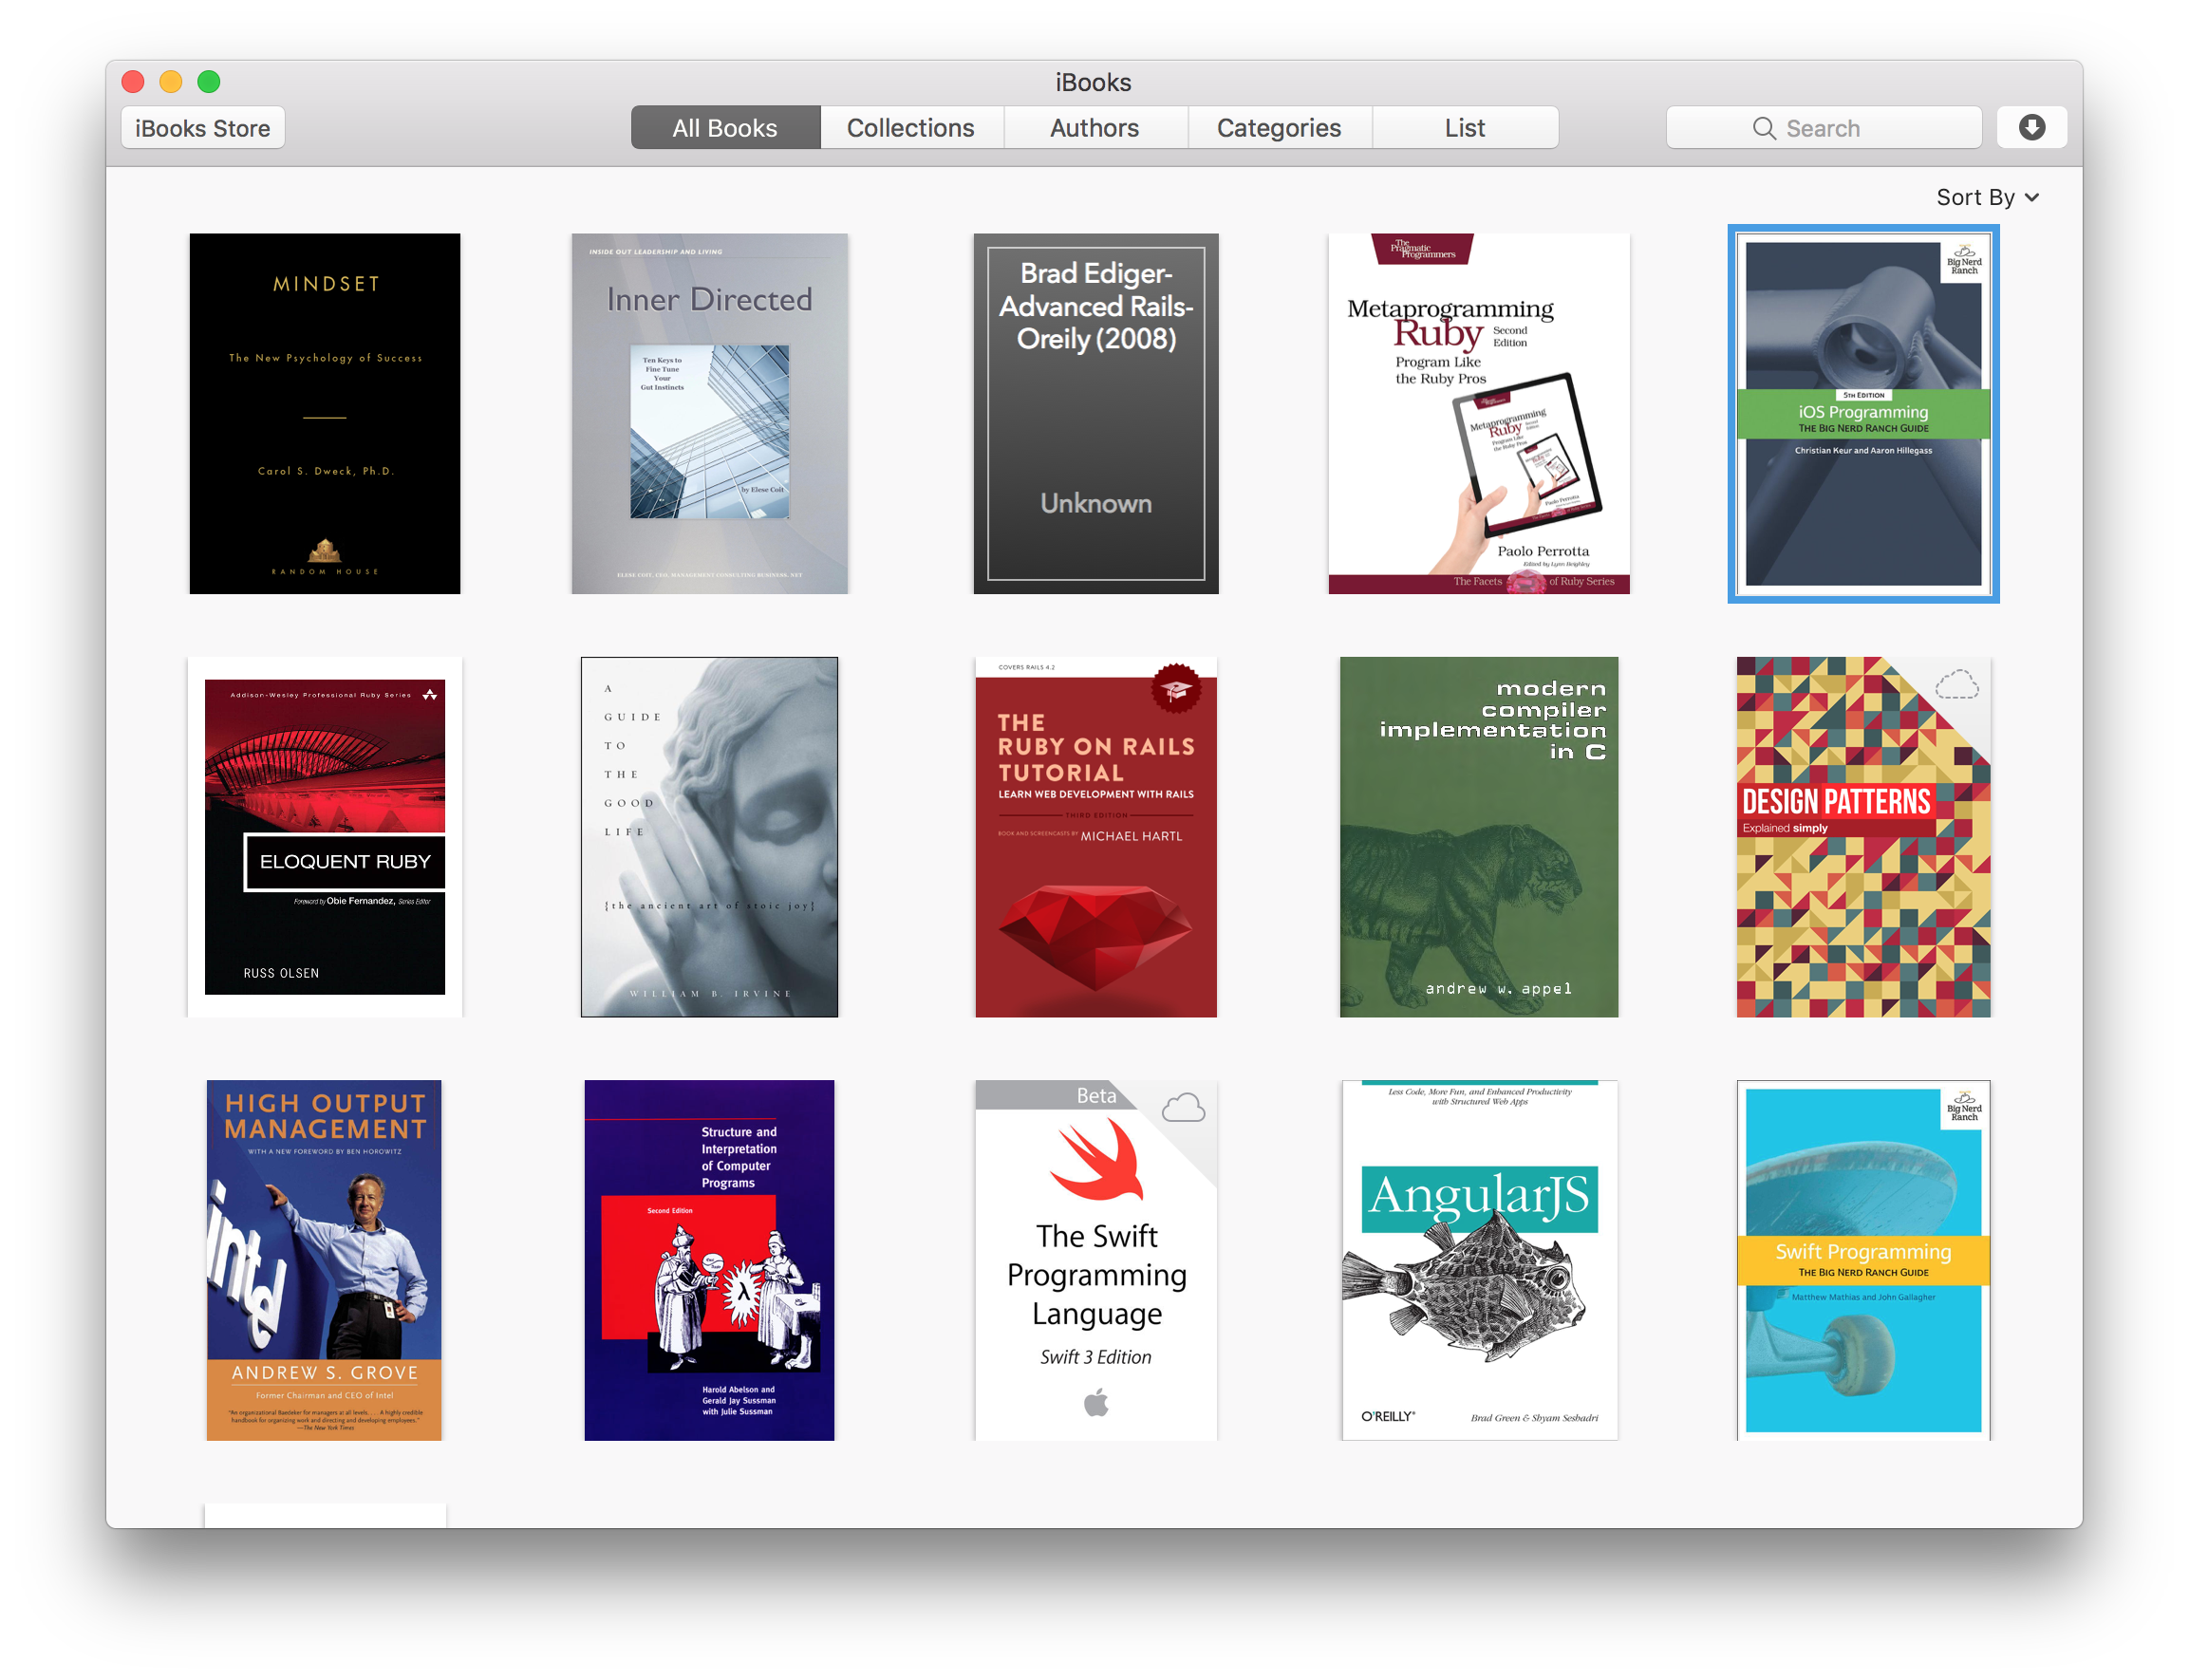 iBooks
iBooks Store
All Books
Collections
Authors
Categories
List
Search
Sort By
MINDSET
The New Psychology of Success
Carol S. Dweck, Ph.D.
RANDOM HOUSE
INSIDE OUT LEADERSHIP AND LIVING
Inner Directed
Ten Keys to
Fine Tune
Your
Gut Instincts
by Elese Coit
ELESE COIT, CEO, MANAGEMENT CONSULTING BUSINESS. NET
Brad Ediger-
Advanced Rails-
Oreily (2008)
Unknown
The
Pragmatic
Programmers
Metaprogramming
Ruby
Second
Edition
Program Like
the Ruby Pros
Metaprogramming
Ruby
Paolo Perrotta
Edited by Lynn Beighley
The Facets of Ruby Series
Big Nerd
Ranch
5TH EDITION
iOS Programming
THE BIG NERD RANCH GUIDE
Christian Keur and Aaron Hillegass
Addison-Wesley Professional Ruby Series
ELOQUENT RUBY
Foreword by Obie Fernandez, Series Editor
RUSS OLSEN
A
GUIDE
TO
THE
GOOD
LIFE
{the ancient art of stoic joy}
WILLIAM B. IRVINE
COVERS RAILS 4.2
THE
RUBY ON RAILS
TUTORIAL
LEARN WEB DEVELOPMENT WITH RAILS
THIRD EDITION
BOOK AND SCREENCASTS BY MICHAEL HARTL
modern
compiler
implementation
in C
andrew w. appel
DESIGN PATTERNS
Explained simply
HIGH OUTPUT
MANAGEMENT
WITH A NEW FOREWORD BY BEN HOROWITZ
intel
ANDREW S. GROVE
Former Chairman and CEO of Intel
"An organizational Baedeker for managers at all levels. . . . A highly credible
handbook for organizing work and directing and developing employees."
—The New York Times
Structure and
Interpretation
of Computer
Programs
Second Edition
λ
Harold Abelson and
Gerald Jay Sussman
with Julie Sussman
Beta
The Swift
Programming
Language
Swift 3 Edition
Less Code, More Fun, and Enhanced Productivity
with Structured Web Apps
AngularJS
O'REILLY®
Brad Green & Shyam Seshadri
Big Nerd
Ranch
Swift Programming
THE BIG NERD RANCH GUIDE
Matthew Mathias and John Gallagher